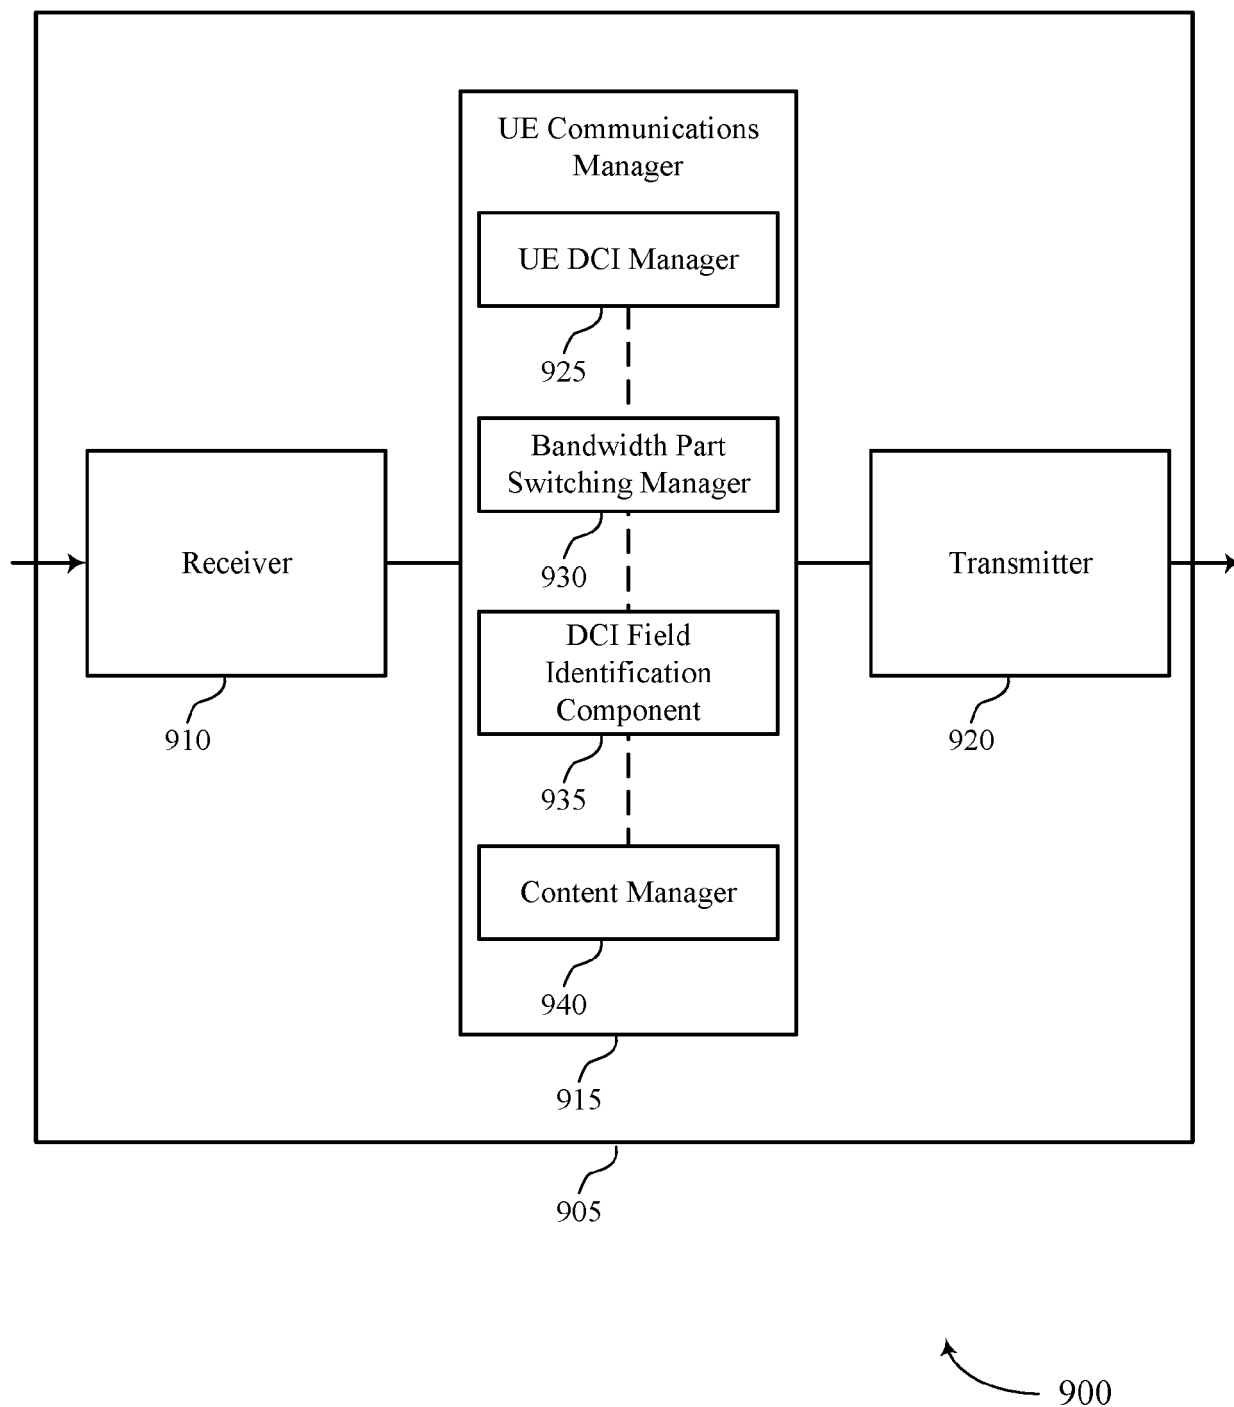 UE Communications
Manager
UE DCI Manager
925
Bandwidth Part
Switching Manager
930
Receiver
910
DCI Field
Identification
Component
935
Transmitter
920
Content Manager
940
915
905
900